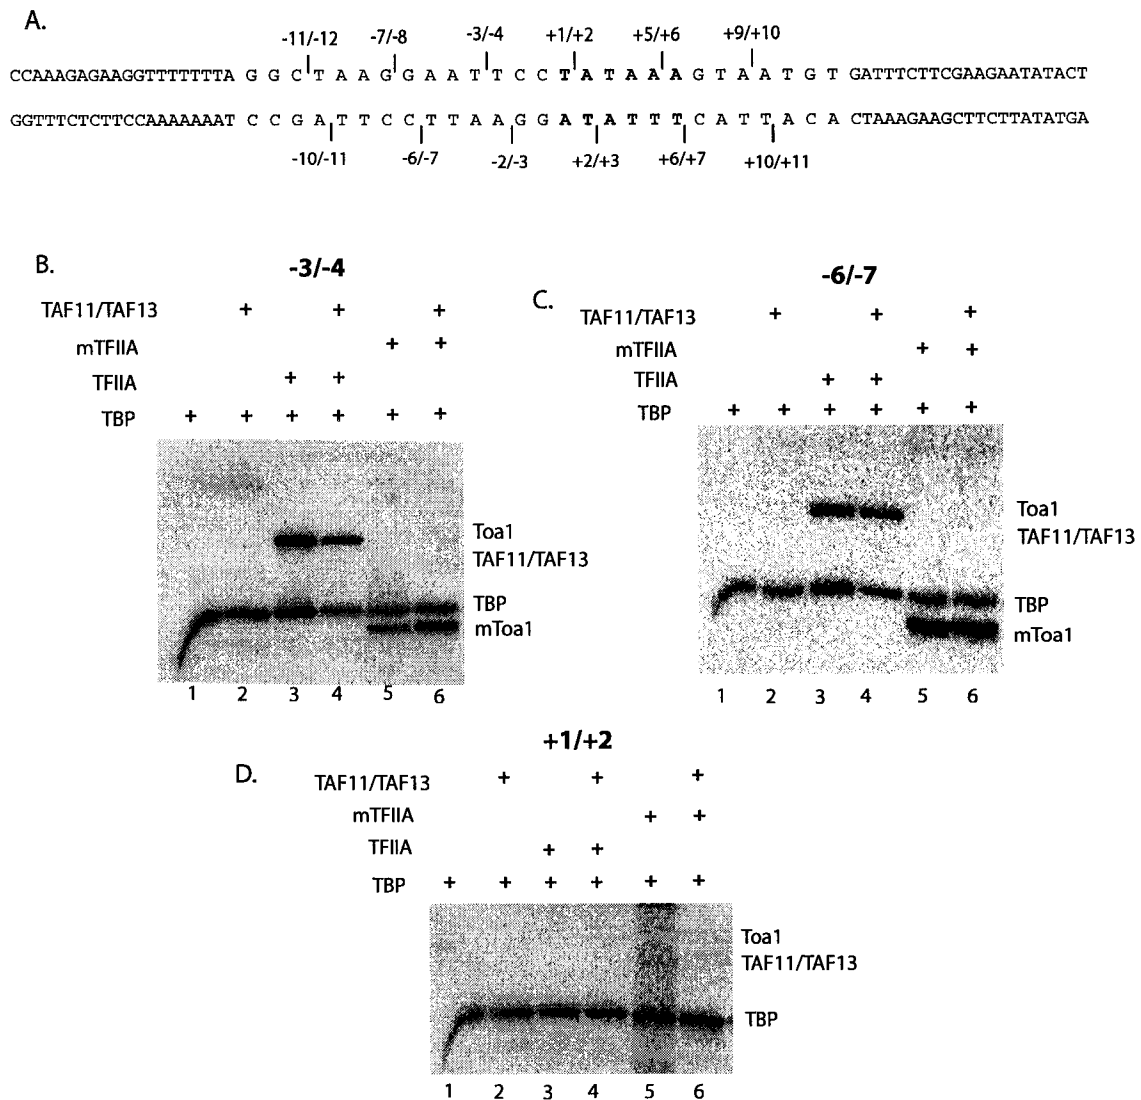 A.
-11/-12 -7/-8 -3/-4 +1/+2 +5/+6 +9/+10
CCAAAGAGAAGGTTTTTTTA G G C T A A G G A A T T C C T A T A A A G T A A T G T GATTTCTTCGAAGAATATACT
GGTTTCTCTTCCAAAAAAAT C C G A T T C C T T A A G G A T A T T T C A T T A C A CTAAAGAAGCTTCTTATATGA
-10/-11 -6/-7 -2/-3 +2/+3 +6/+7 +10/+11
B.
-3/-4
TAF11/TAF13 + + +
mTFIIA + +
TFIIA + +
TBP + + + + + +
Toa1
TAF11/TAF13
TBP
mToa1
1 2 3 4 5 6
C.
-6/-7
TAF11/TAF13 + + +
mTFIIA + +
TFIIA + +
TBP + + + + + +
Toa1
TAF11/TAF13
TBP
mToa1
1 2 3 4 5 6
D.
+1/+2
TAF11/TAF13 + + +
mTFIIA + +
TFIIA + +
TBP + + + + + +
Toa1
TAF11/TAF13
TBP
1 2 3 4 5 6